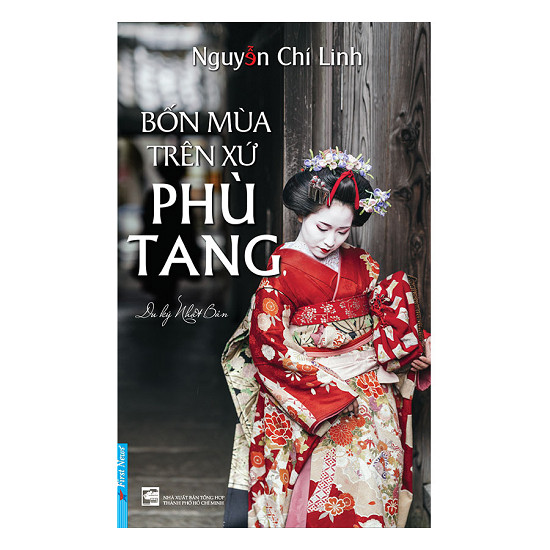 Nguyễn Chí Linh
BỐN MÙA
TRÊN XỨ
PHÙ
TANG
Du ký Nhật Bản
First News
NHÀ XUẤT BẢN TỔNG HỢP
THÀNH PHỐ HỒ CHÍ MINH